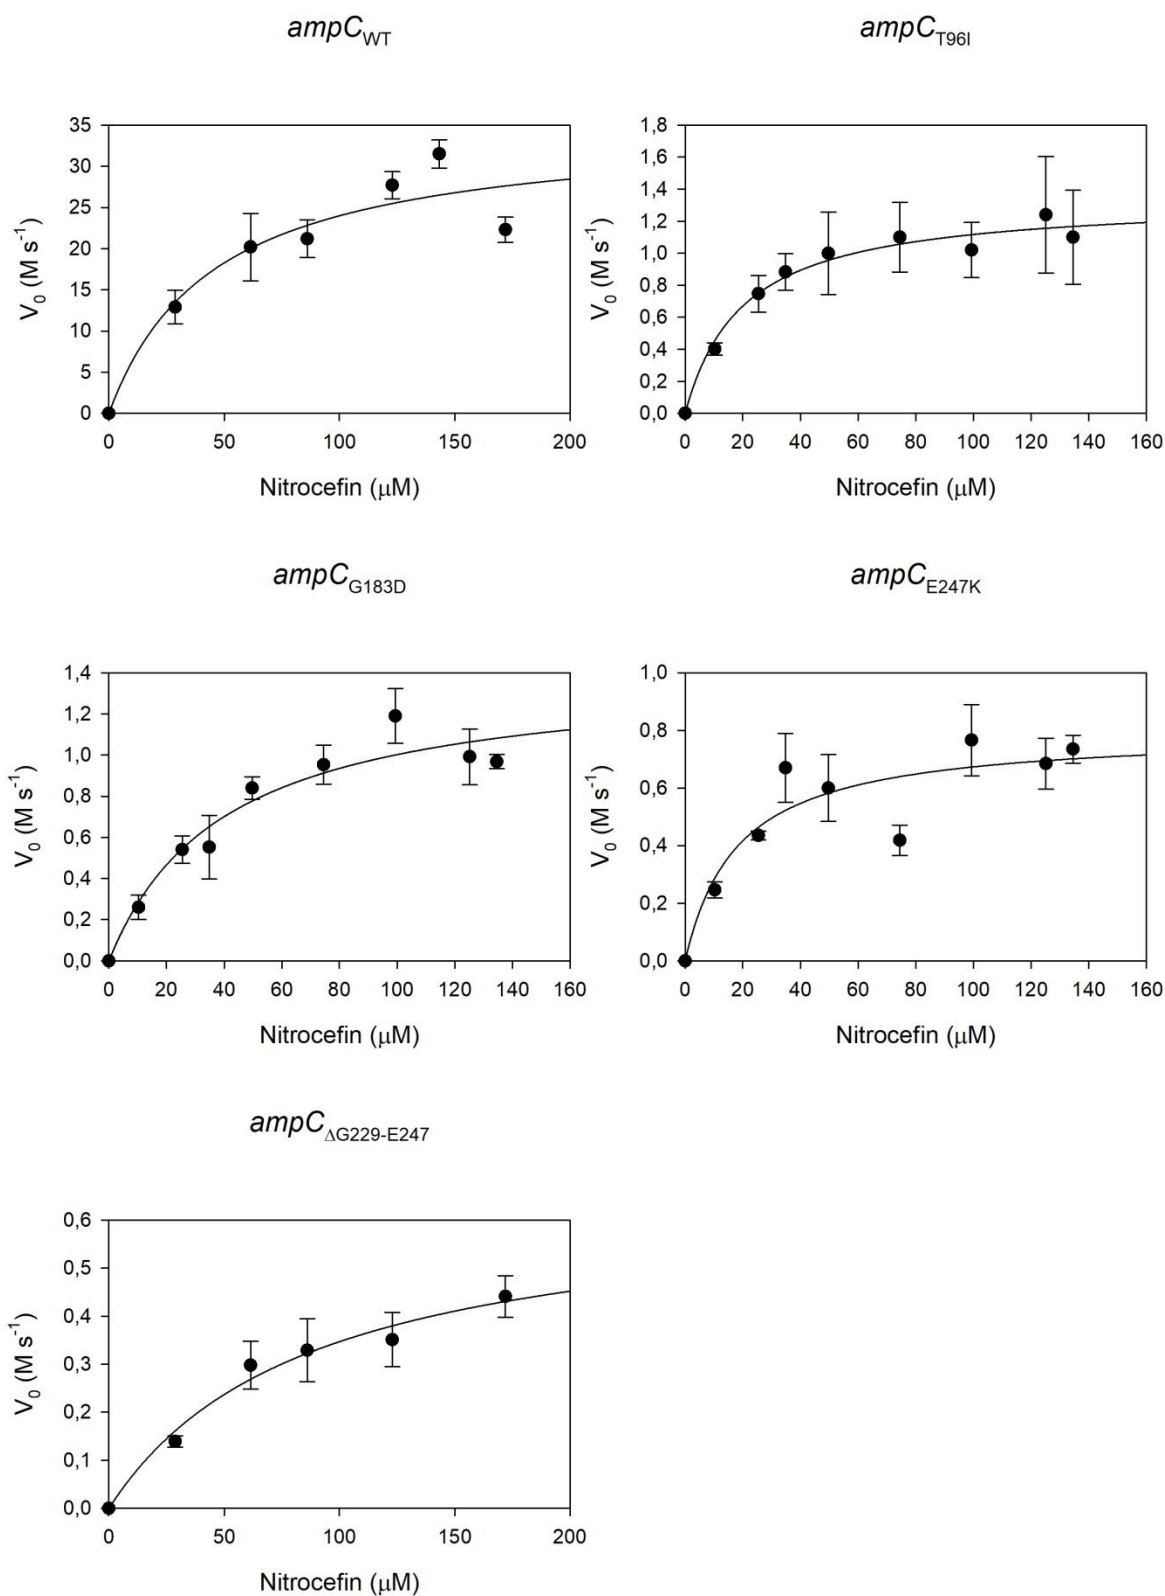 ampC_WT
35
30
25
20
15
10
5
0
V₀ (M s⁻¹)
0 50 100 150 200
Nitrocefin (μM)
ampC_T96I
1,8
1,6
1,4
1,2
1,0
0,8
0,6
0,4
0,2
0,0
V₀ (M s⁻¹)
0 20 40 60 80 100 120 140 160
Nitrocefin (μM)
ampC_G183D
1,4
1,2
1,0
0,8
0,6
0,4
0,2
0,0
V₀ (M s⁻¹)
0 20 40 60 80 100 120 140 160
Nitrocefin (μM)
ampC_E247K
1,0
0,8
0,6
0,4
0,2
0,0
V₀ (M s⁻¹)
0 20 40 60 80 100 120 140 160
Nitrocefin (μM)
ampC_ΔG229-E247
0,6
0,5
0,4
0,3
0,2
0,1
0,0
V₀ (M s⁻¹)
0 50 100 150 200
Nitrocefin (μM)